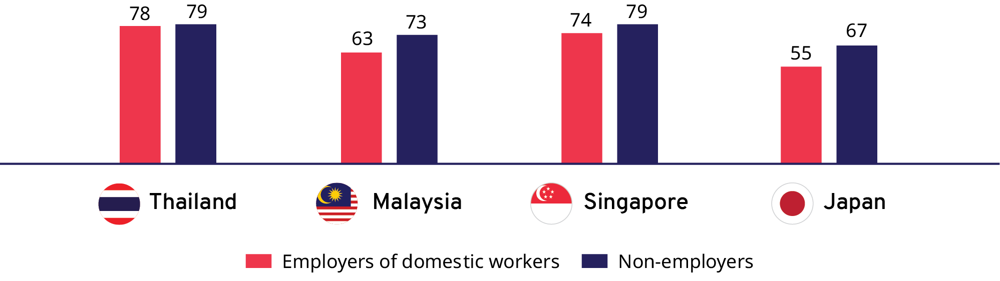 78 79 63 73 74 79 55 67
Thailand Malaysia Singapore Japan
Employers of domestic workers Non-employers